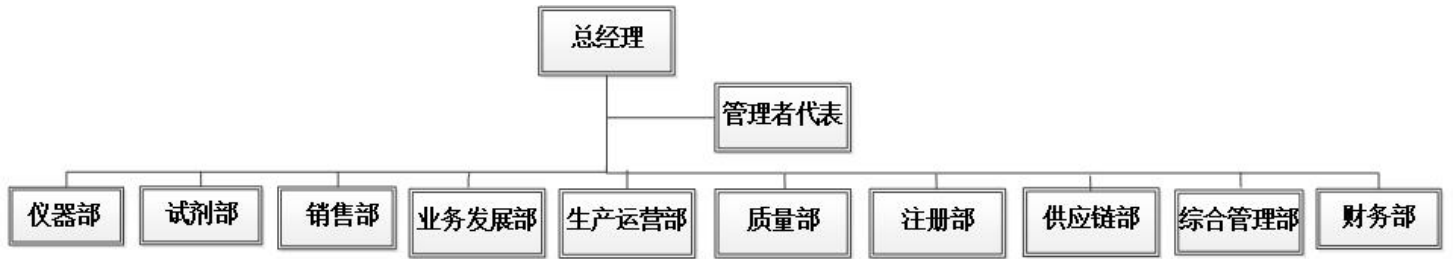 总经理
管理者代表
仪器部
试剂部
销售部
业务发展部
生产运营部
质量部
注册部
供应链部
综合管理部
财务部